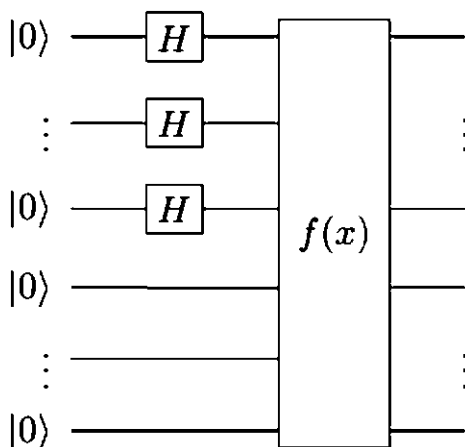 |0⟩ H
⋮ H ⋮
|0⟩ H
f(x)
|0⟩
⋮ ⋮
|0⟩